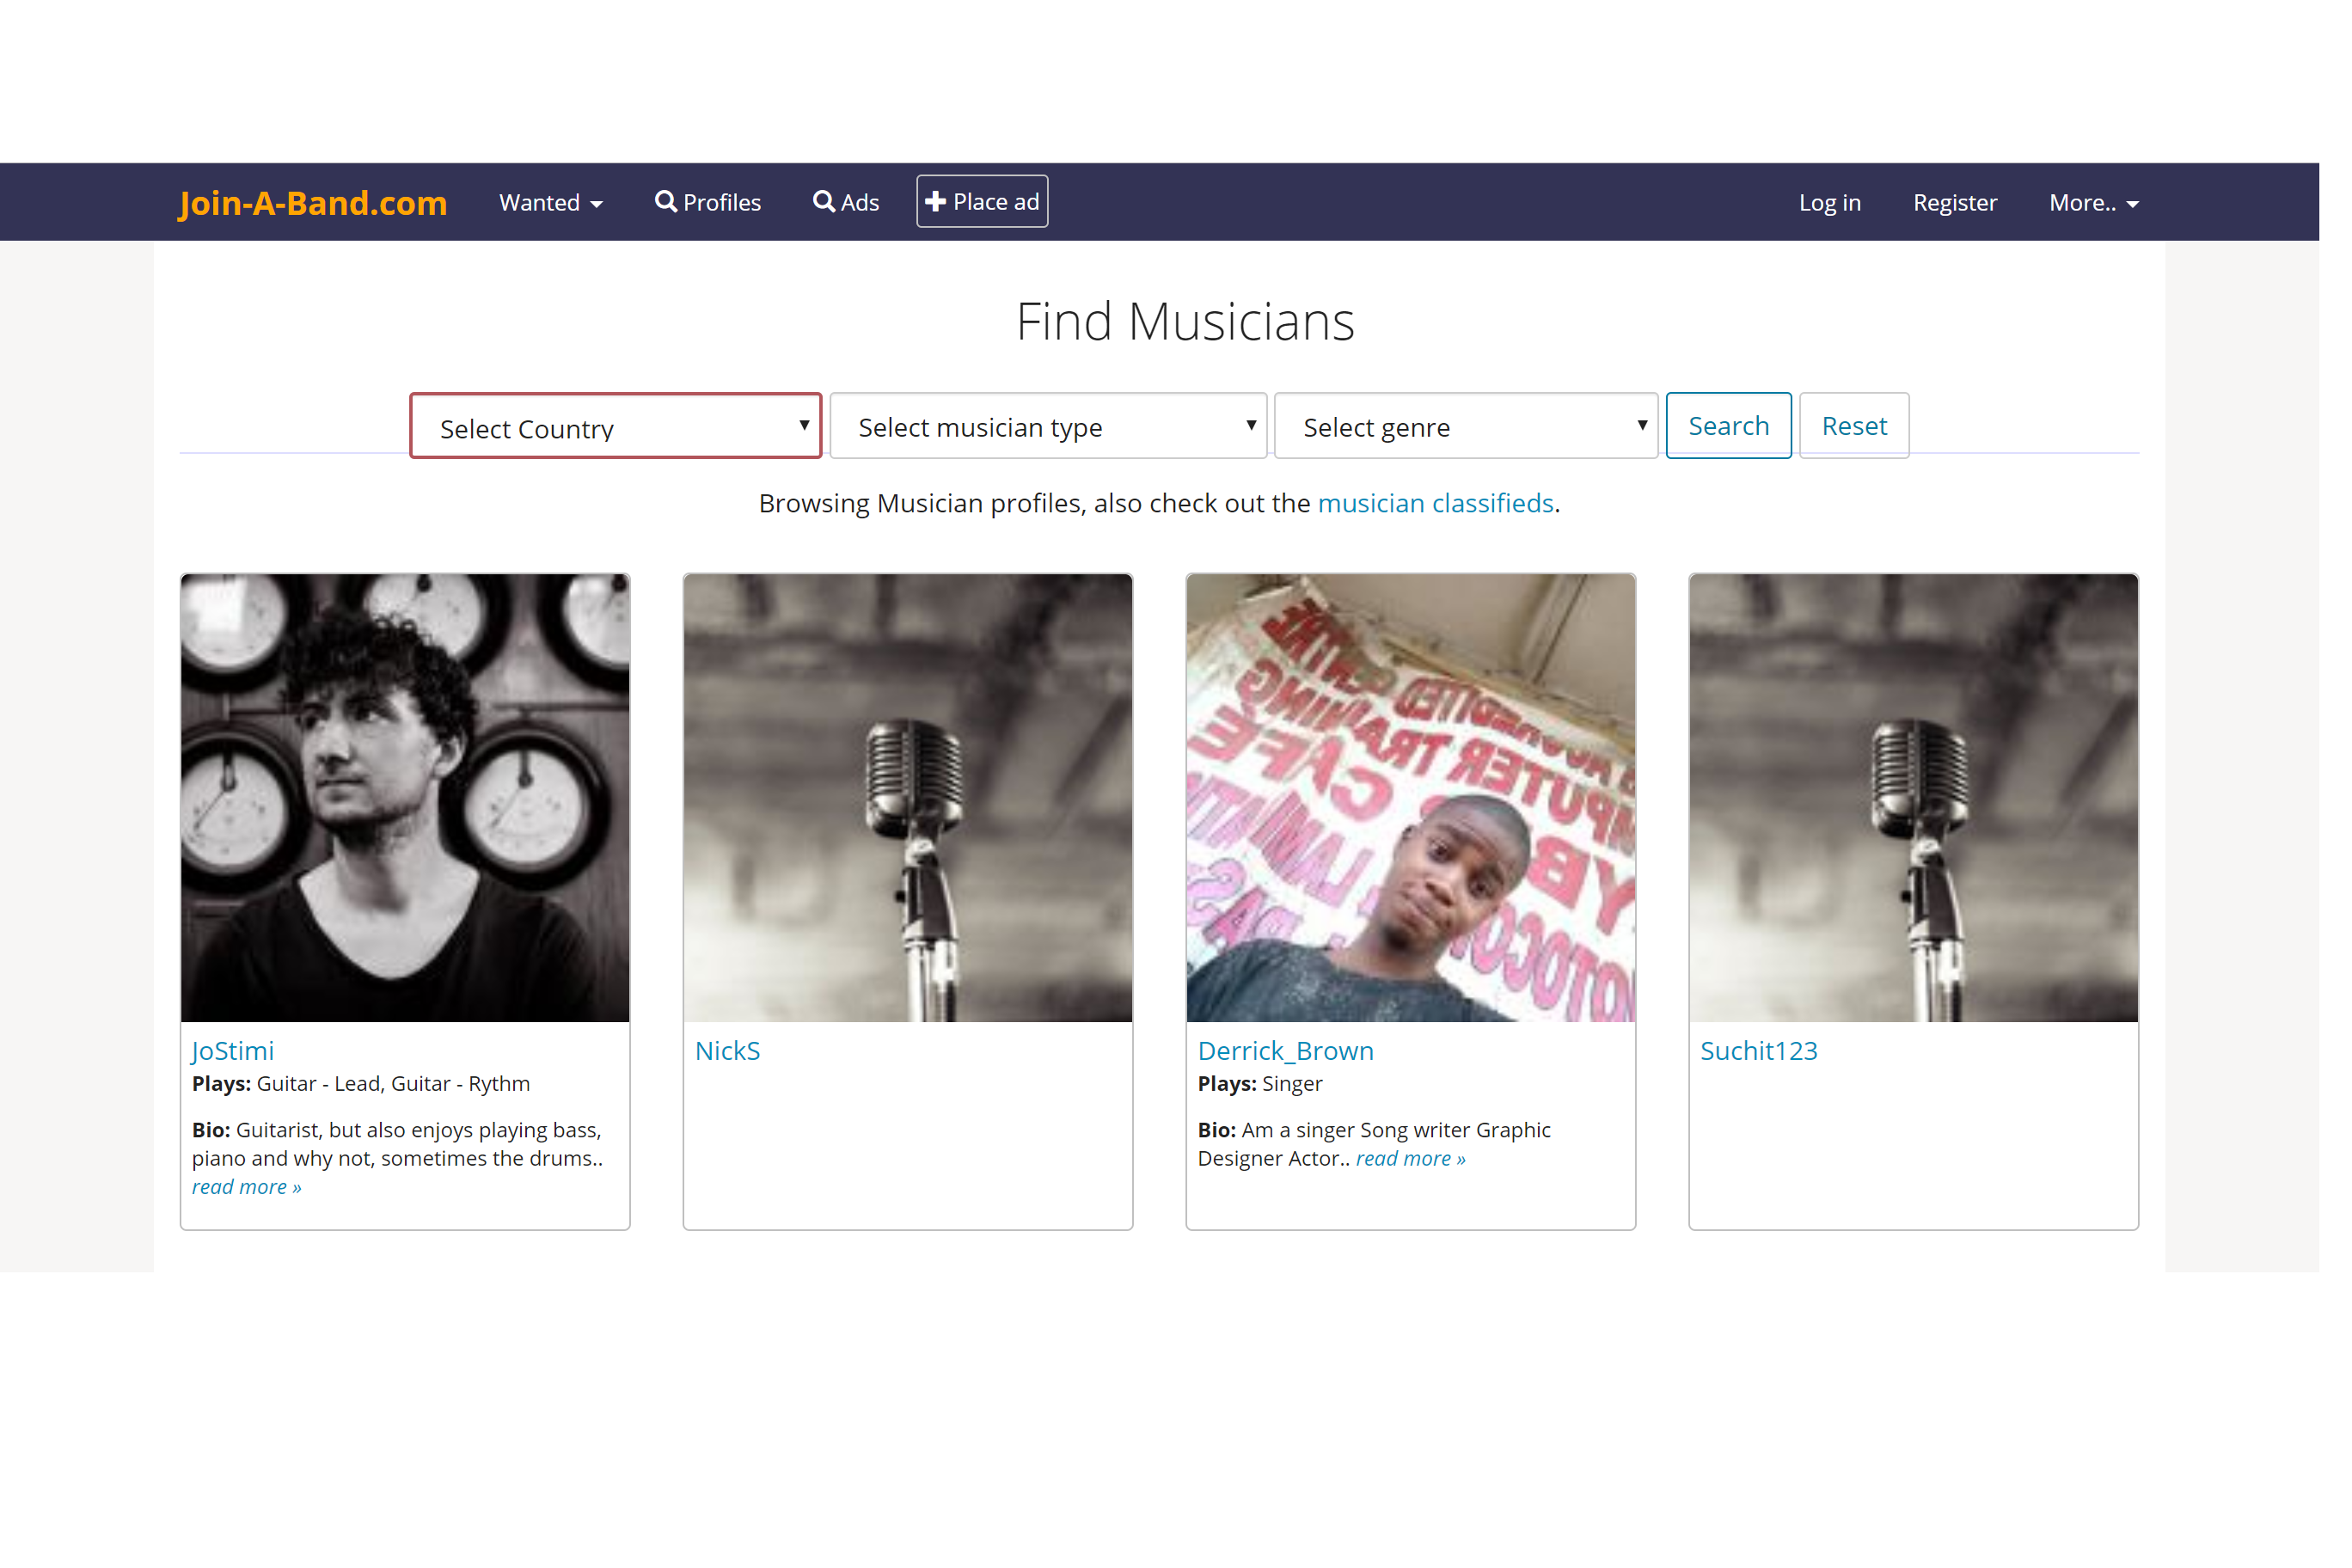 Join-A-Band.com Wanted Profiles Ads Place ad Log in Register More..
Find Musicians
Select Country Select musician type Select genre Search Reset
Browsing Musician profiles, also check out the musician classifieds.
CENTRE
TRAINING
CAFE
JoStimi
Plays: Guitar - Lead, Guitar - Rythm
Bio: Guitarist, but also enjoys playing bass,
piano and why not, sometimes the drums..
read more »
NickS
Derrick_Brown
Plays: Singer
Bio: Am a singer Song writer Graphic
Designer Actor.. read more »
Suchit123